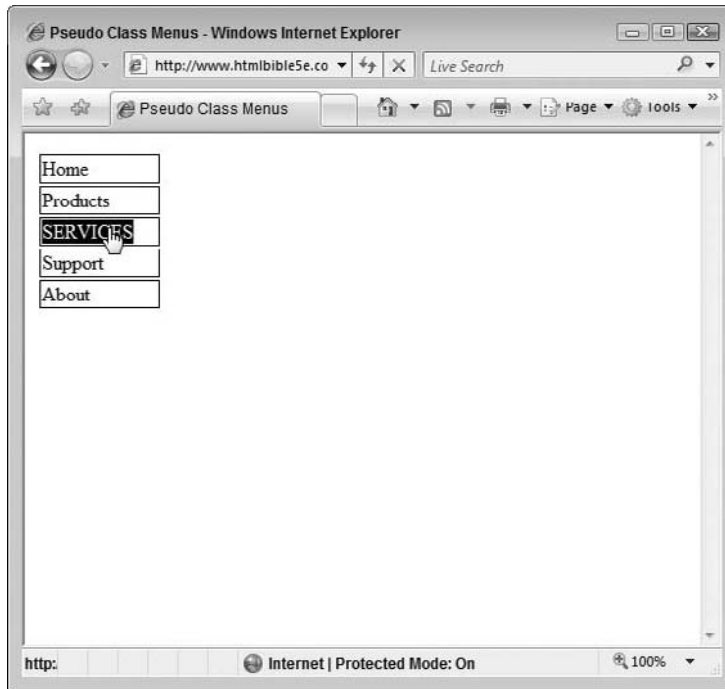 Pseudo Class Menus - Windows Internet Explorer
http://www.htmlbible5e.co
Live Search
Pseudo Class Menus
Page
Tools
Home
Products
SERVICES
Support
About
http:
Internet | Protected Mode: On
100%